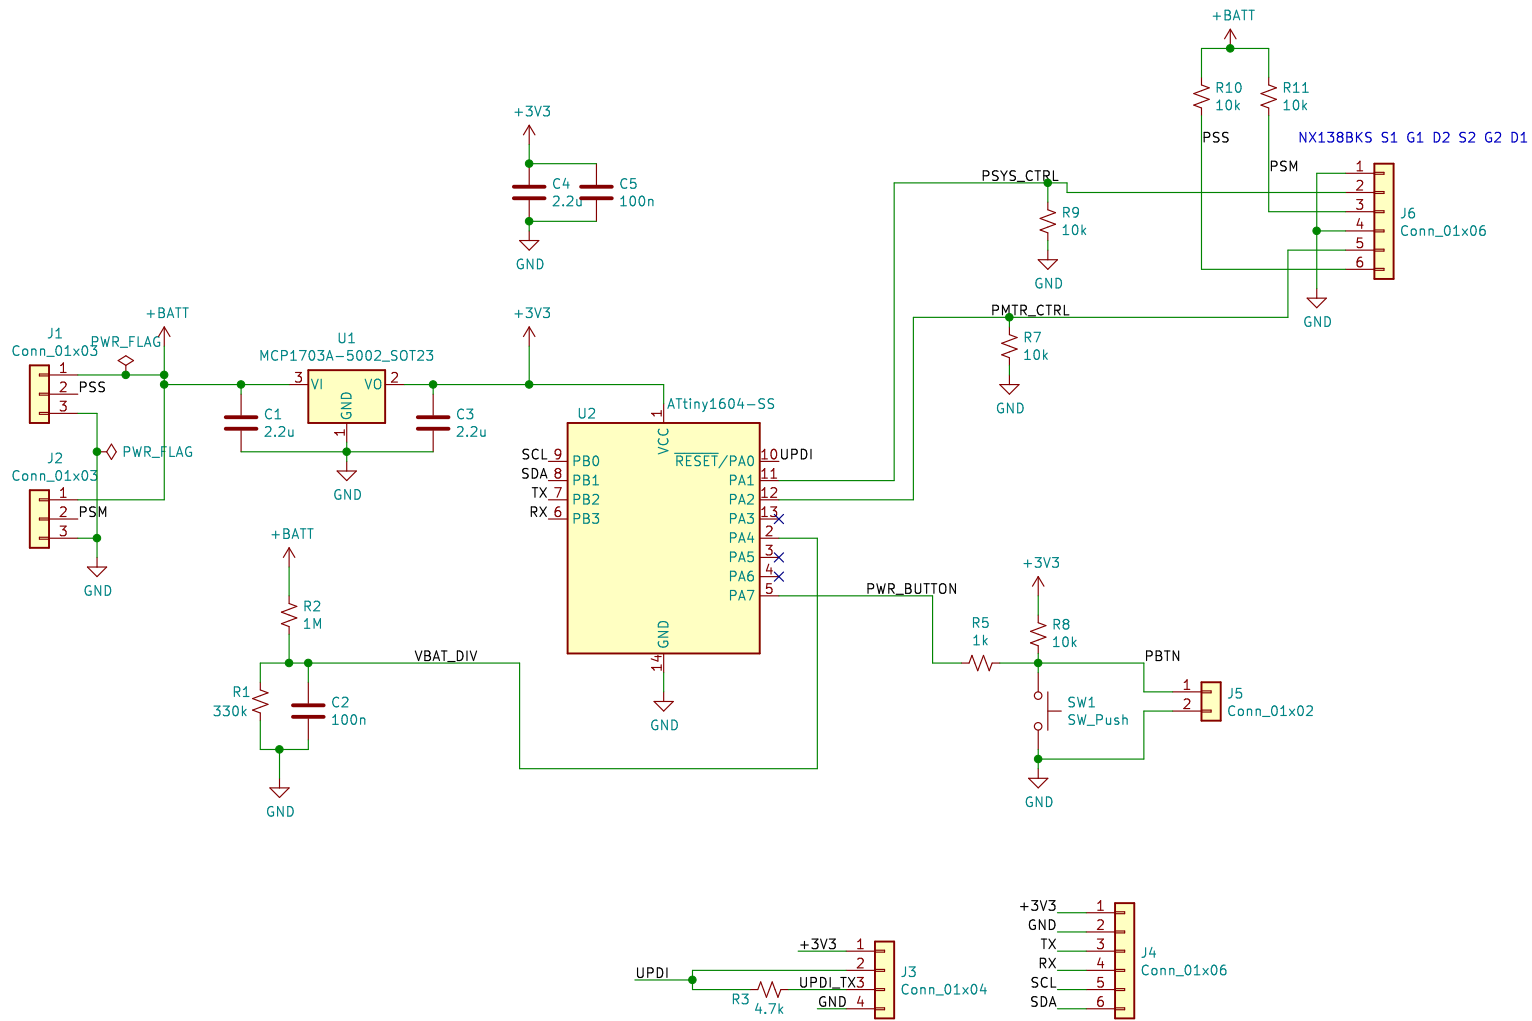 +BATT
R10
10k
R11
10k
+3V3
PSS
NX138BKS S1 G1 D2 S2 G2 D1
PSM
C4
2.2u
C5
100n
PSYS_CTRL
R9
10k
1
2
3
4
5
6
J6
Conn_01x06
GND
GND
+BATT
+3V3
PMTR_CTRL
GND
J1
Conn_01x03
PWR_FLAG
U1
MCP1703A-5002_SOT23
R7
10k
1
2
3
PSS
3
VI
VO
2
GND
1
C1
2.2u
C3
2.2u
GND
U2
ATtiny1604-SS
1
VCC
PWR_FLAG
J2
Conn_01x03
1
2
3
PSM
GND
GND
SCL
9
PB0
SDA
8
PB1
TX
7
PB2
RX
6
PB3
RESET/PA0
10
UPDI
PA1
11
PA2
12
PA3
13
PA4
2
PA5
3
PA6
4
PA7
5
GND
14
GND
+BATT
R2
1M
VBAT_DIV
R1
330k
C2
100n
GND
PWR_BUTTON
+3V3
R5
1k
R8
10k
PBTN
SW1
SW_Push
1
2
J5
Conn_01x02
GND
+3V3
1
2
UPDI
UPDI_TX
3
GND
4
R3
4.7k
J3
Conn_01x04
+3V3
1
GND
2
TX
3
RX
4
SCL
5
SDA
6
J4
Conn_01x06